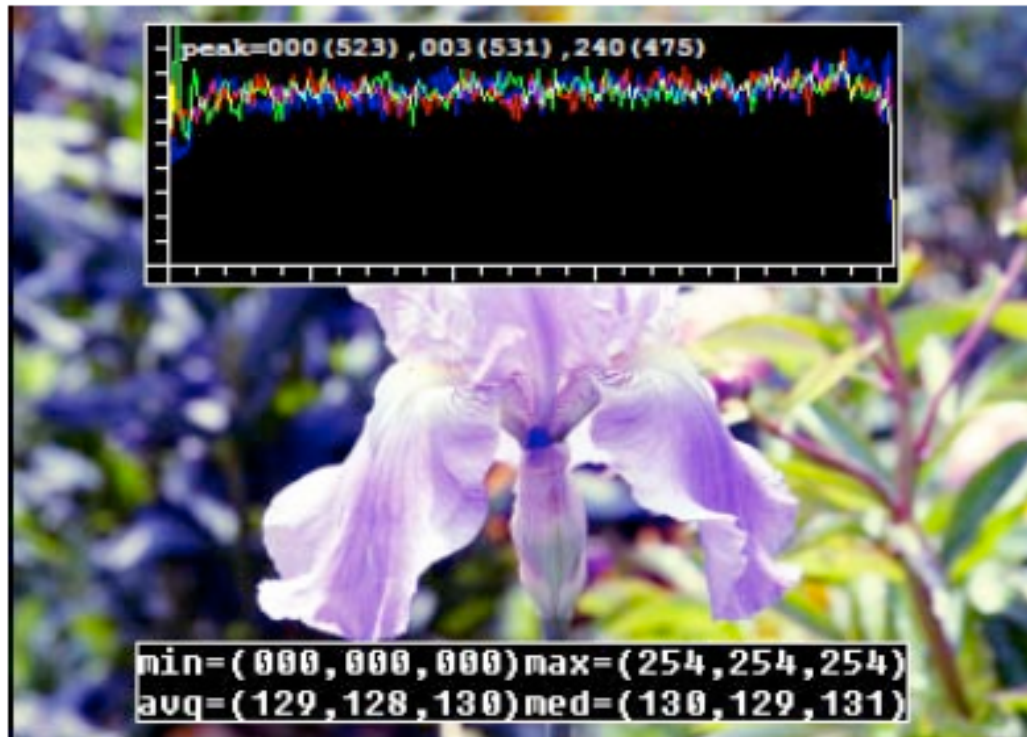 peak=000(523),003(531),240(475)
min=(000,000,000)max=(254,254,254)
avg=(129,128,130)med=(130,129,131)